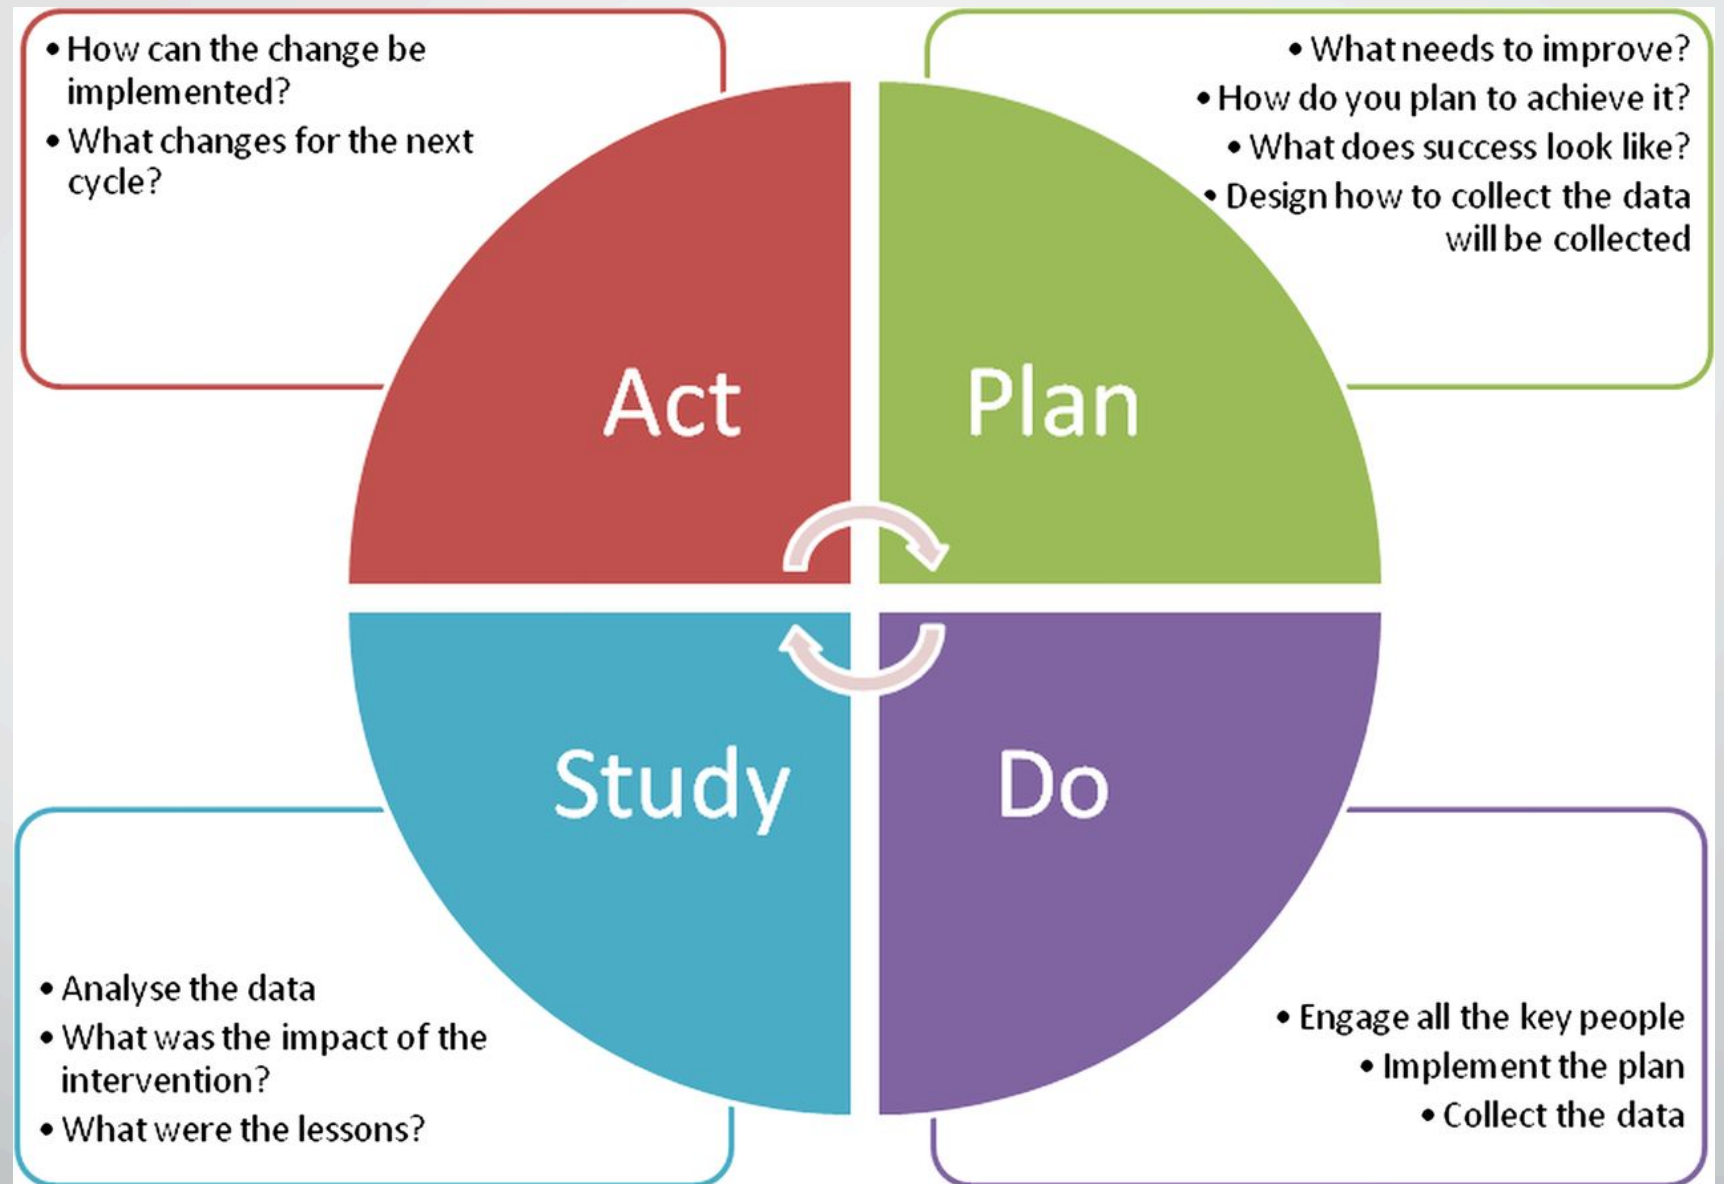 • How can the change be
implemented?
• What changes for the next
cycle?
• What needs to improve?
• How do you plan to achieve it?
• What does success look like?
• Design how to collect the data
will be collected
Act
Plan
Study
Do
• Analyse the data
• What was the impact of the
intervention?
• What were the lessons?
• Engage all the key people
• Implement the plan
• Collect the data